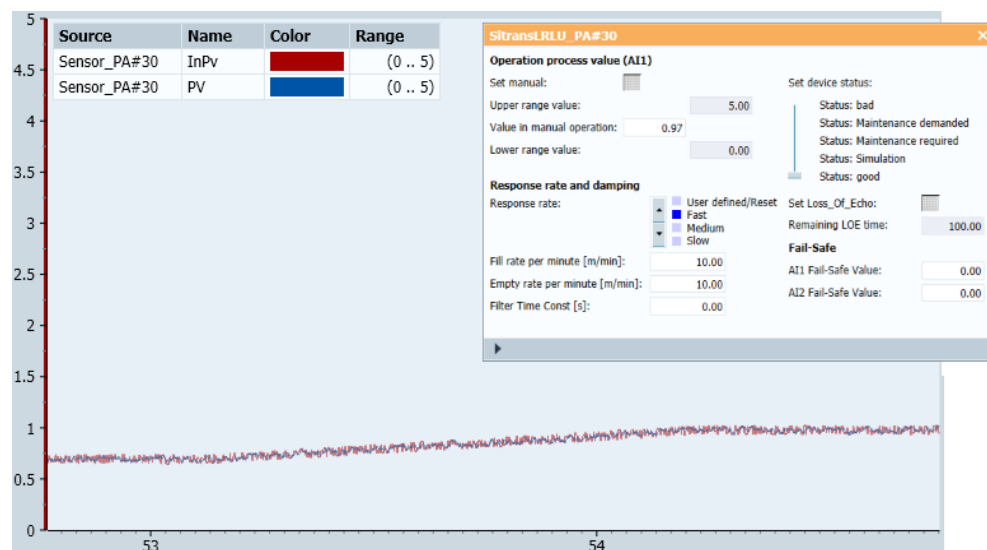 5
4.5
4
3.5
3
2.5
2
1.5
1
0.5
0
53
54
Source Name Color Range
Sensor_PA#30 InPv (0 .. 5)
Sensor_PA#30 PV (0 .. 5)
SitransLRLU_PA#30
Operation process value (AI1)
Set manual:
Upper range value: 5.00
Value in manual operation: 0.97
Lower range value: 0.00
Set device status:
Status: bad
Status: Maintenance demanded
Status: Maintenance required
Status: Simulation
Status: good
Response rate and damping
Response rate:
User defined/Reset
Fast
Medium
Slow
Fill rate per minute [m/min]: 10.00
Empty rate per minute [m/min]: 10.00
Filter Time Const [s]: 0.00
Set Loss_Of_Echo:
Remaining LOE time: 100.00
Fail-Safe
AI1 Fail-Safe Value: 0.00
AI2 Fail-Safe Value: 0.00